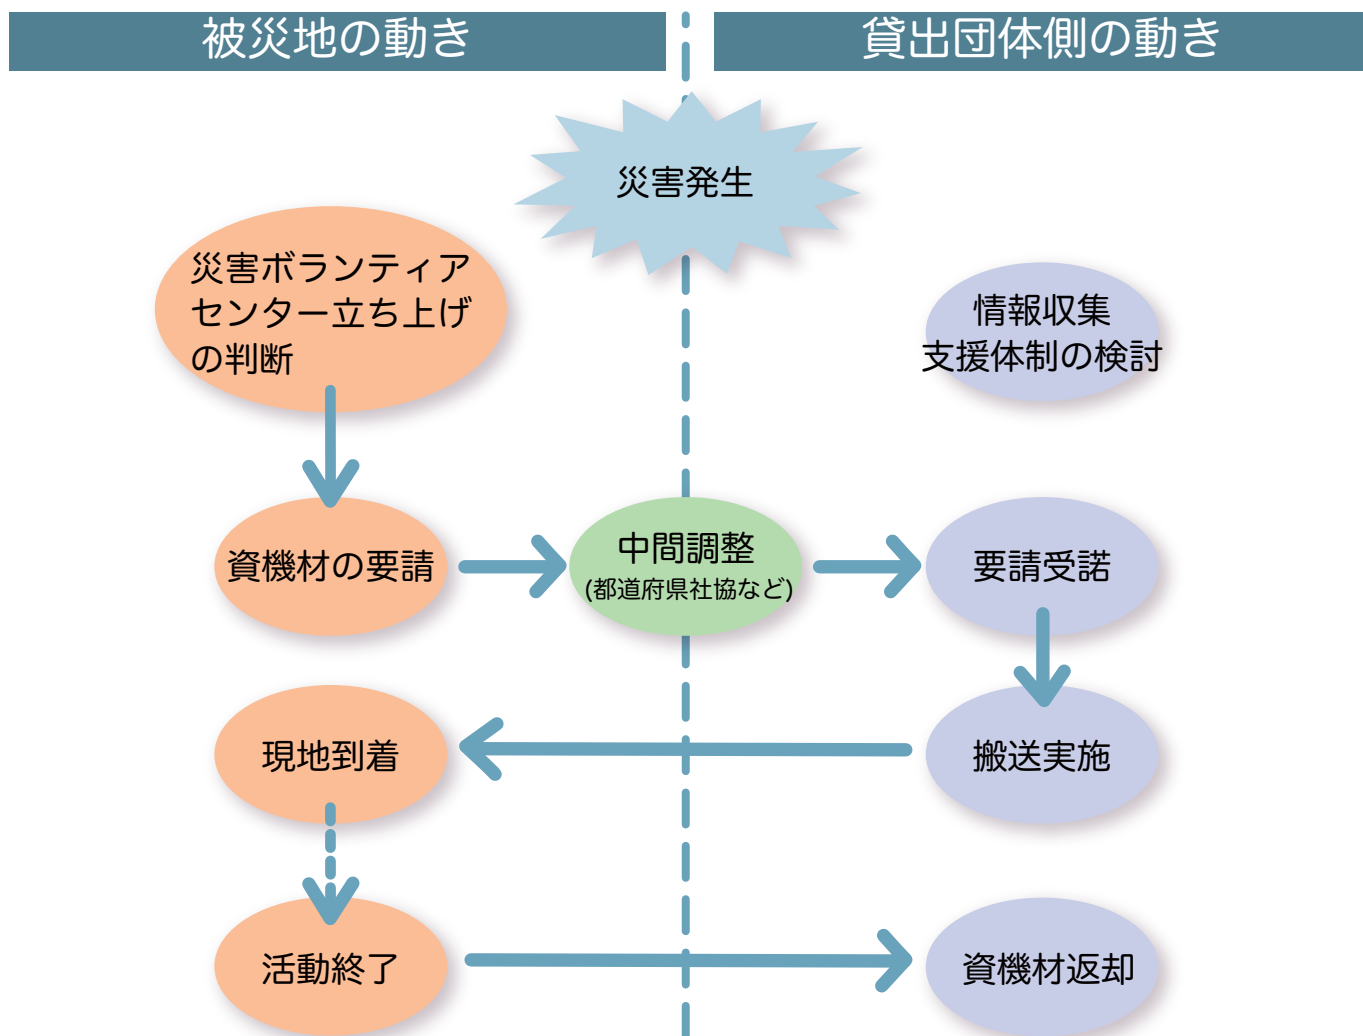 被災地の動き
貸出団体側の動き
災害発生
災害ボランティア
センター立ち上げ
の判断
情報収集
支援体制の検討
資機材の要請
中間調整
(都道府県社協など)
要請受諾
現地到着
搬送実施
活動終了
資機材返却